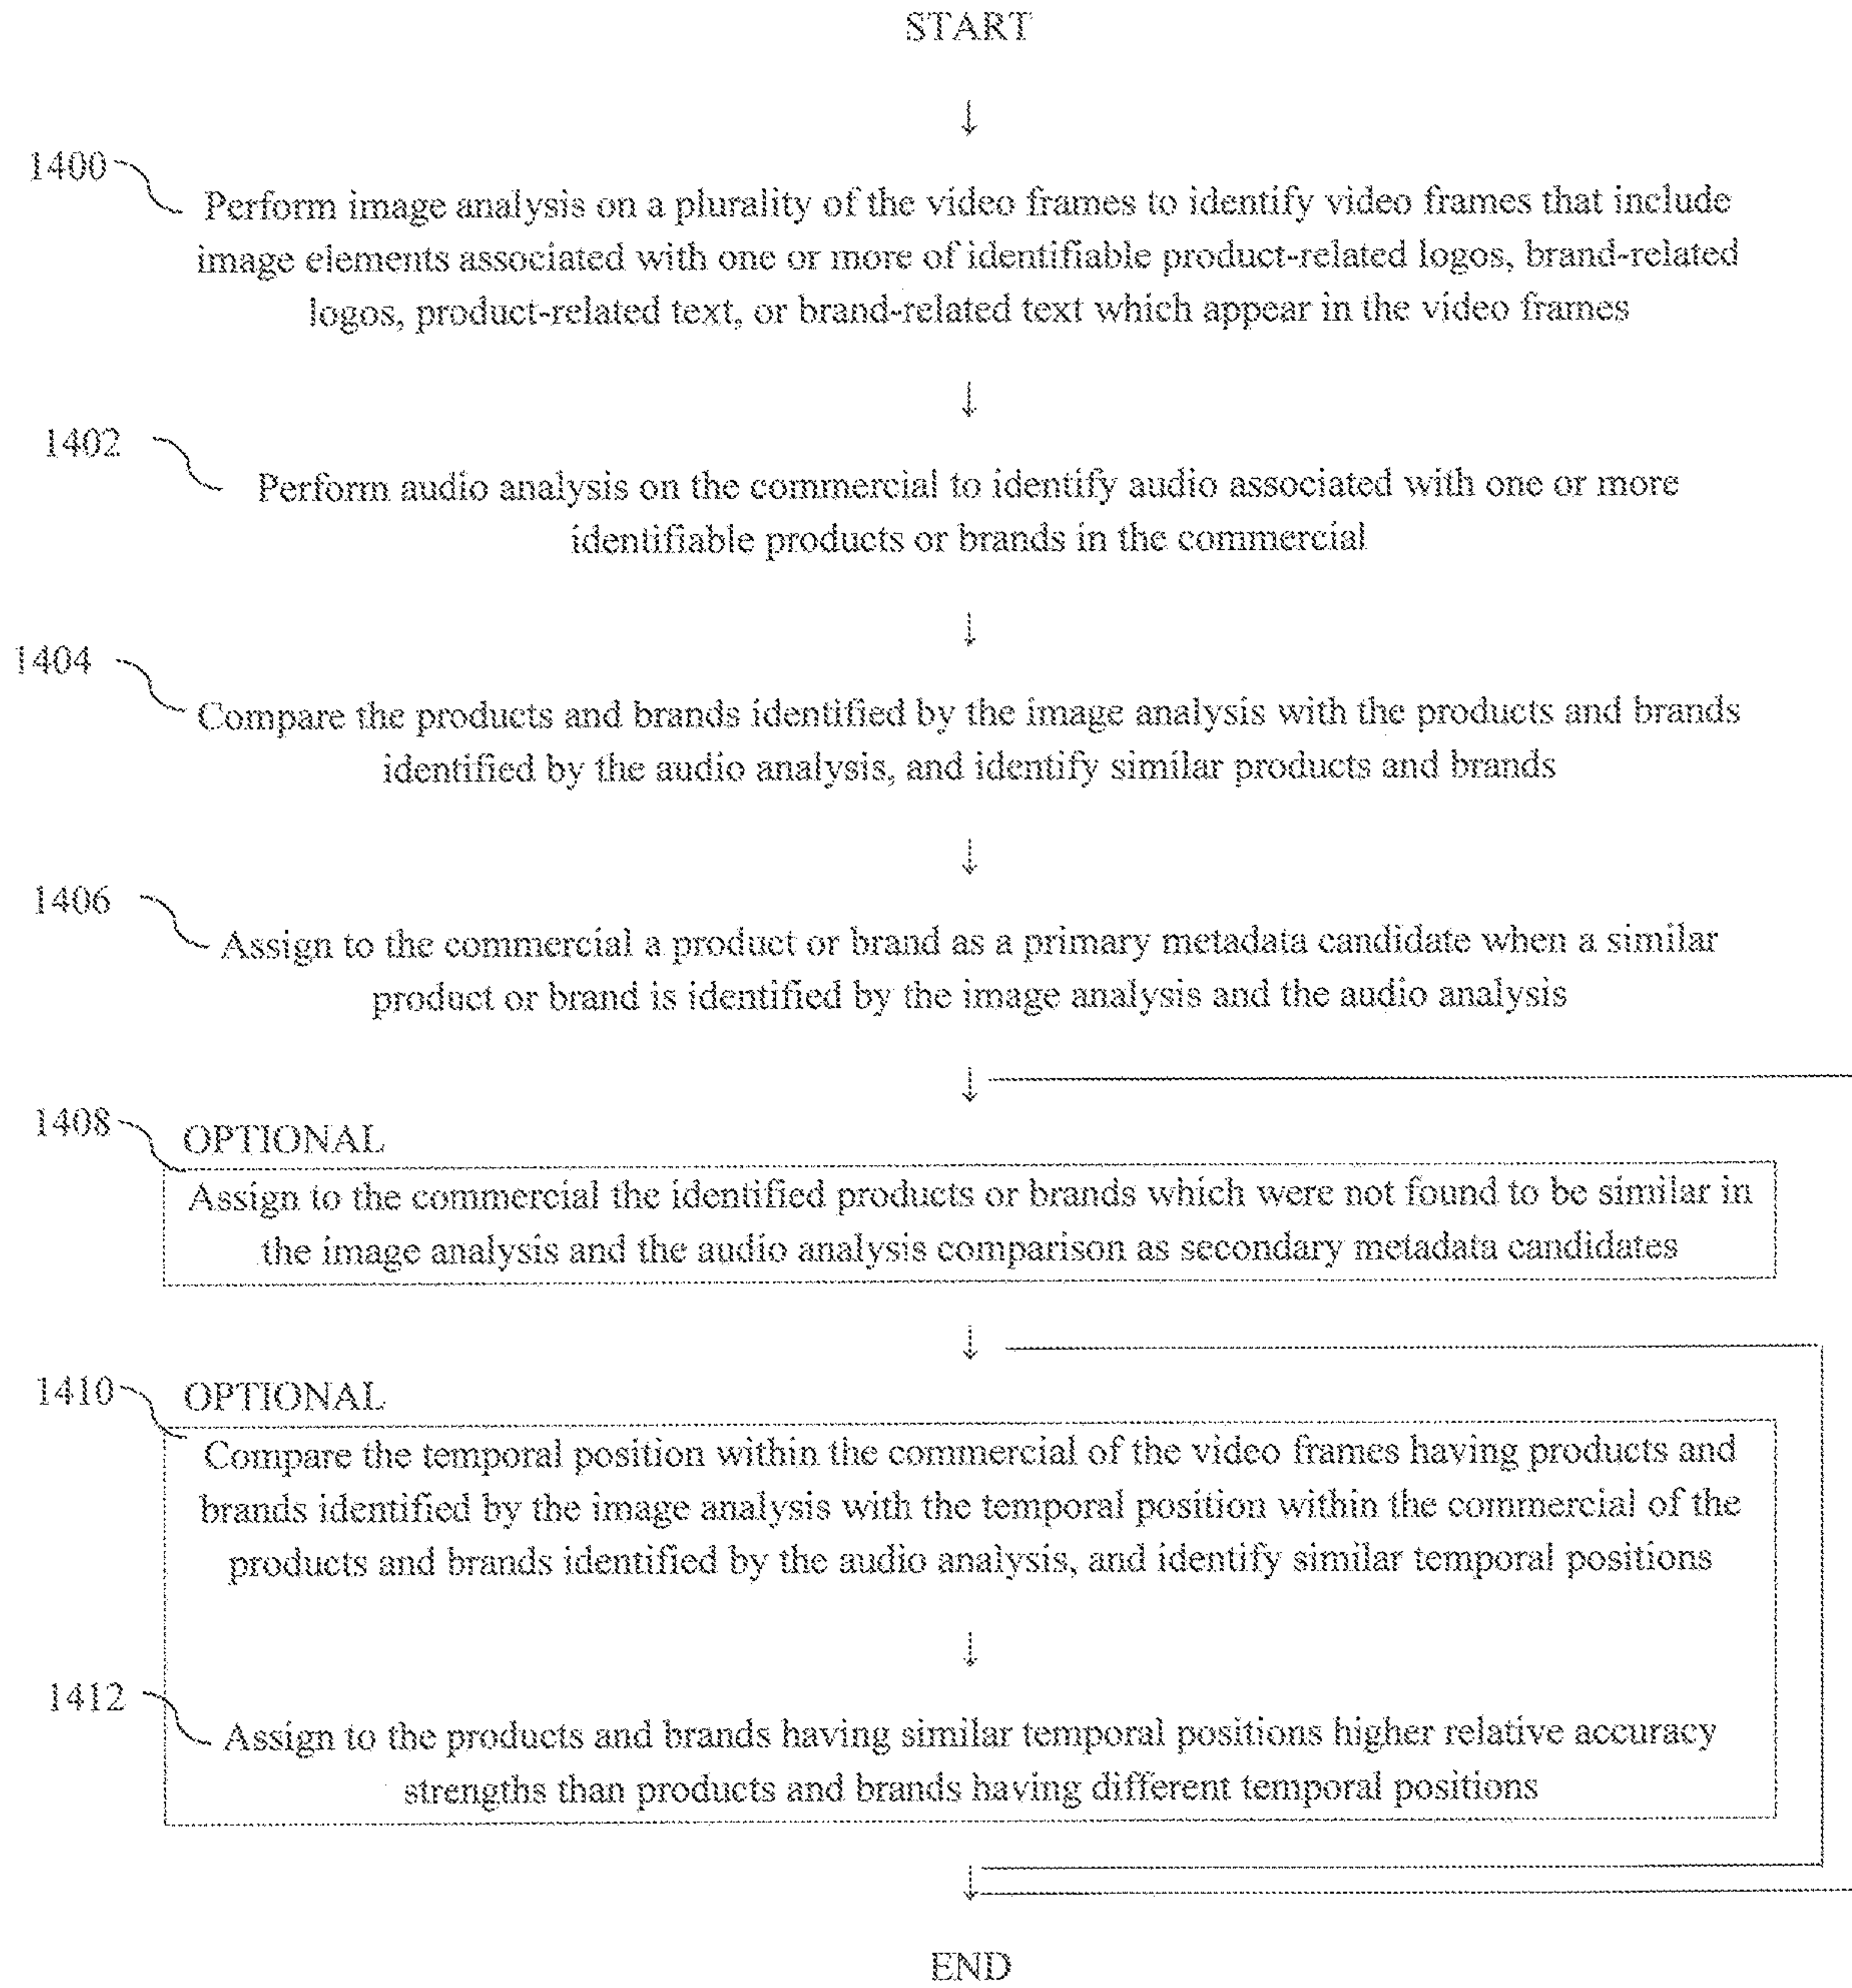 START
1400
Perform image analysis on a plurality of the video frames to identify video frames that include
image elements associated with one or more of identifiable product-related logos, brand-related
logos, product-related text, or brand-related text which appear in the video frames
1402
Perform audio analysis on the commercial to identify audio associated with one or more
identifiable products or brands in the commercial
1404
Compare the products and brands identified by the image analysis with the products and brands
identified by the audio analysis, and identify similar products and brands
1406
Assign to the commercial a product or brand as a primary metadata candidate when a similar
product or brand is identified by the image analysis and the audio analysis
1408
OPTIONAL
Assign to the commercial the identified products or brands which were not found to be similar in
the image analysis and the audio analysis comparison as secondary metadata candidates
1410
OPTIONAL
Compare the temporal position within the commercial of the video frames having products and
brands identified by the image analysis with the temporal position within the commercial of the
products and brands identified by the audio analysis, and identify similar temporal positions
1412
Assign to the products and brands having similar temporal positions higher relative accuracy
strengths than products and brands having different temporal positions
END